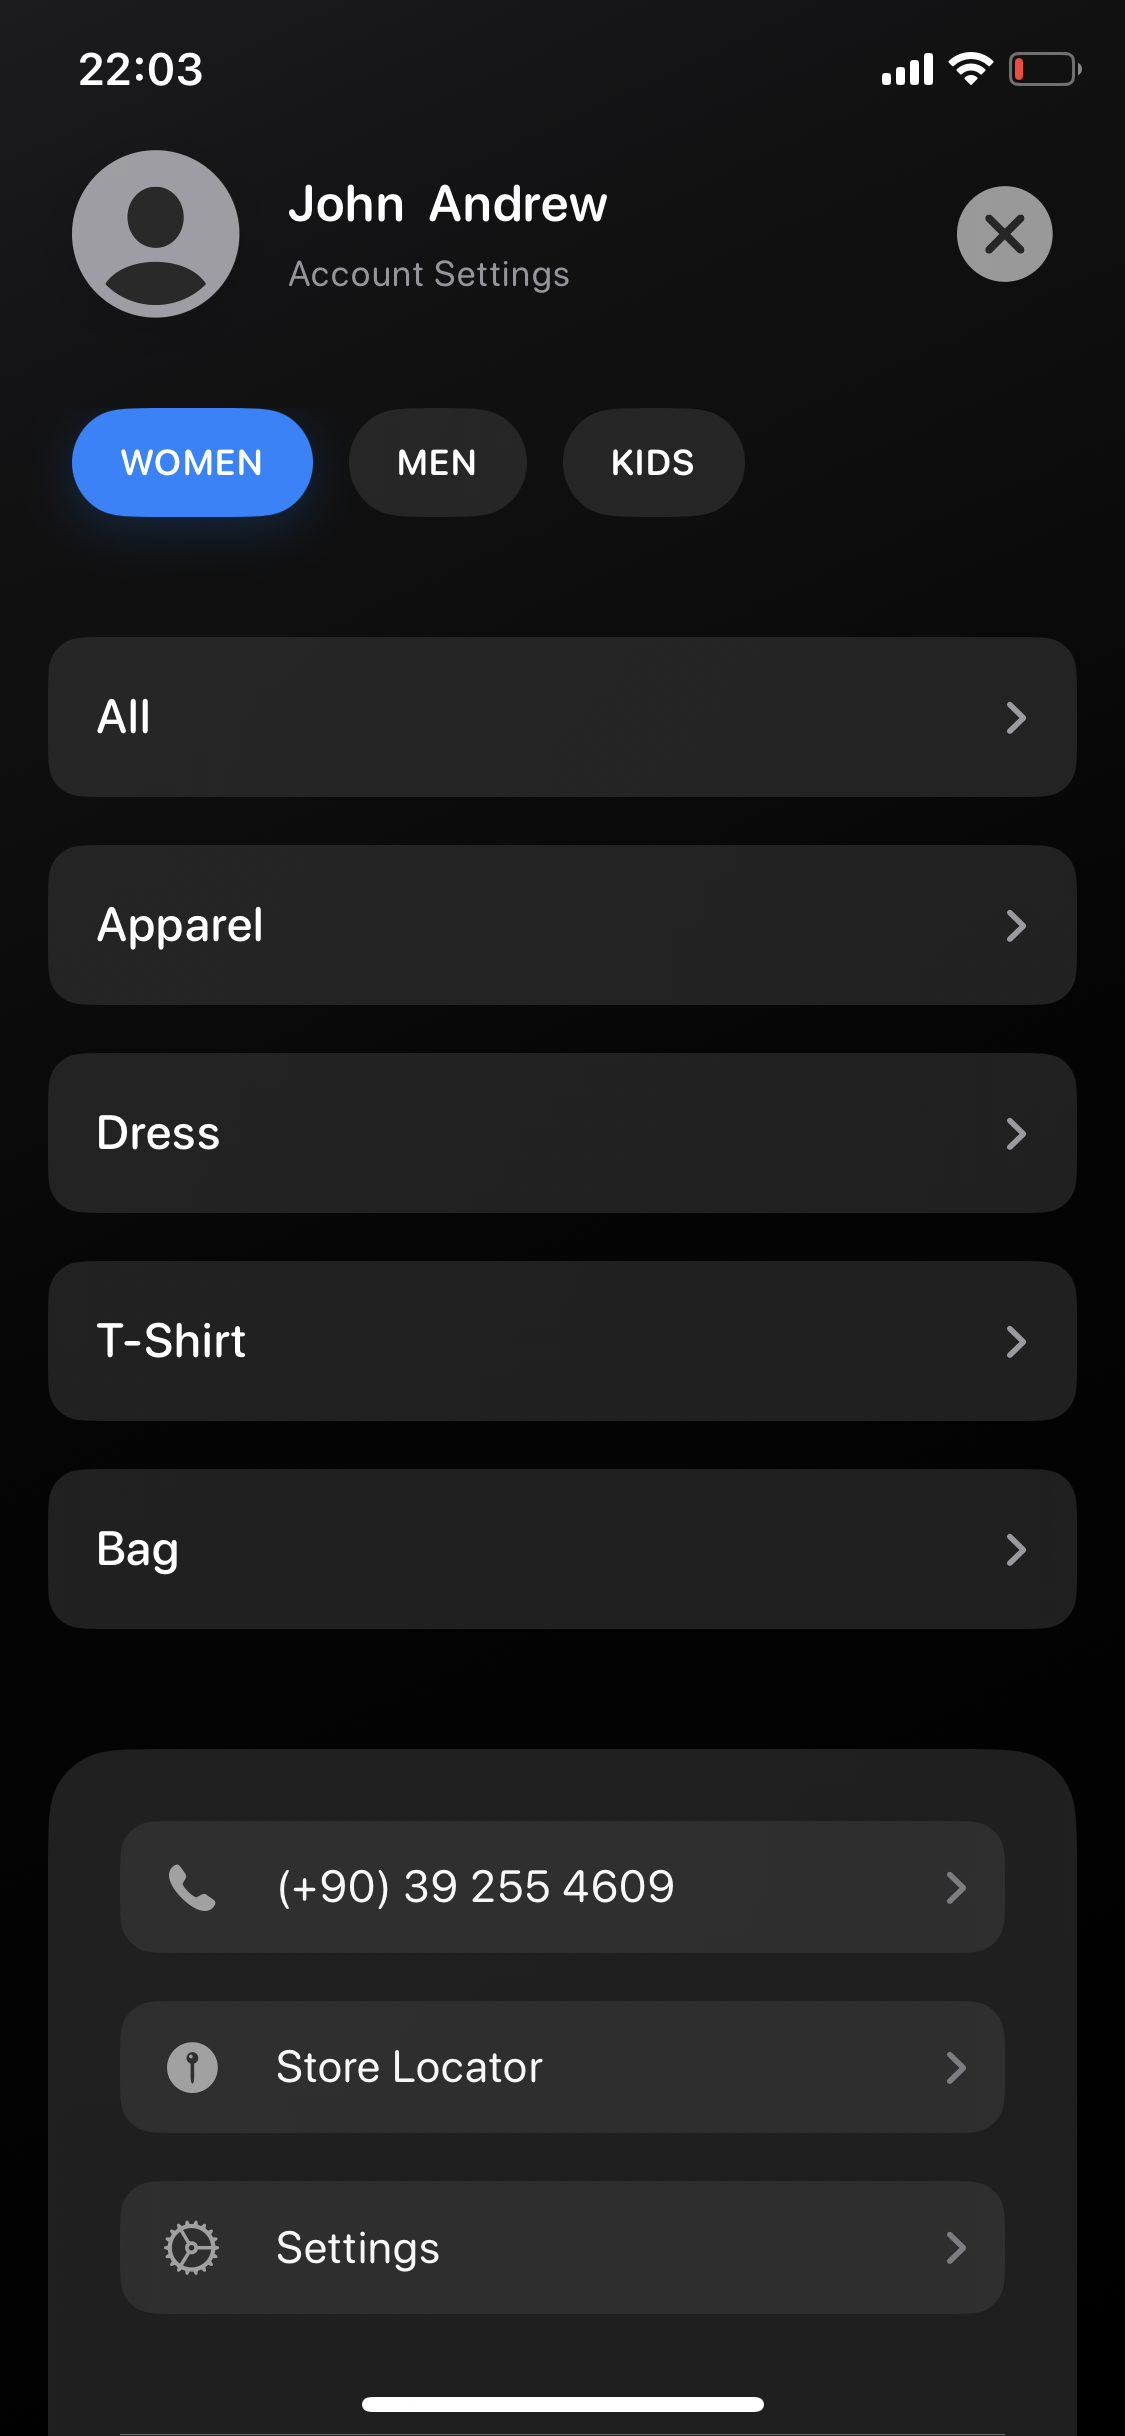 22:03
John Andrew
Account Settings
WOMEN MEN KIDS
All
Apparel
Dress
T-Shirt
Bag
(+90) 39 255 4609
Store Locator
Settings